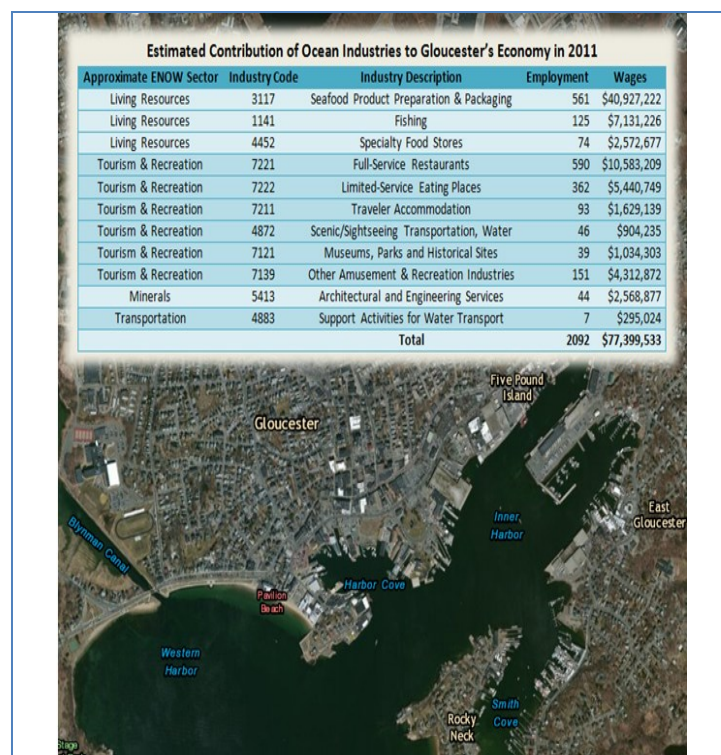 Estimated Contribution of Ocean Industries to Gloucester's Economy in 2011
Approximate ENOW Sector Industry Code Industry Description Employment Wages
Living Resources 3117 Seafood Product Preparation & Packaging 561 $40,927,222
Living Resources 1141 Fishing 125 $7,131,226
Living Resources 4452 Specialty Food Stores 74 $2,572,677
Tourism & Recreation 7221 Full-Service Restaurants 590 $10,583,209
Tourism & Recreation 7222 Limited-Service Eating Places 362 $5,440,749
Tourism & Recreation 7211 Traveler Accommodation 93 $1,629,139
Tourism & Recreation 4872 Scenic/Sightseeing Transportation, Water 46 $904,235
Tourism & Recreation 7121 Museums, Parks and Historical Sites 39 $1,034,303
Tourism & Recreation 7139 Other Amusement & Recreation Industries 151 $4,312,872
Minerals 5413 Architectural and Engineering Services 44 $2,568,877
Transportation 4883 Support Activities for Water Transport 7 $295,024
Total 2092 $77,399,533
Five Pound
Island
Gloucester
East
Gloucester
Inner
Harbor
Blynman Canal
Harbor Cove
Pavilion
Beach
Western
Harbor
Smith
Cove
Rocky
Neck
Stage